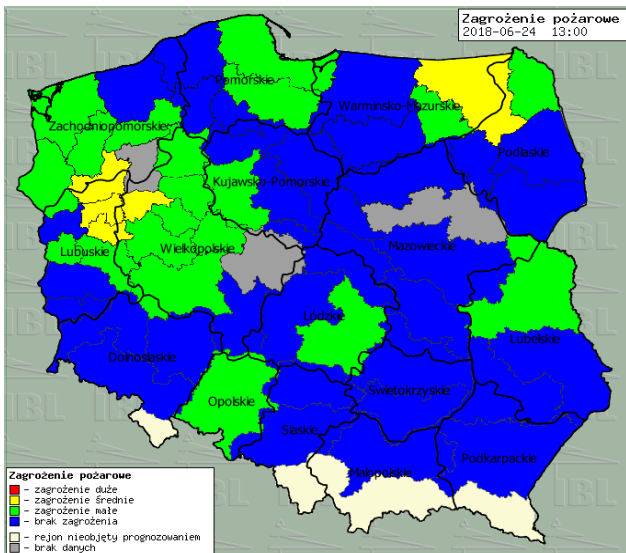 Zagrożenie pożarowe
2018-06-24 13:00
Pomorskie
Warmińsko-Mazurskie
Zachodniopomorskie
Podlaskie
Kujawsko-Pomorskie
Mazowieckie
Lubuskie
Wielkopolskie
Łódzkie
Lubelskie
Dolnośląskie
Opolskie
Świętokrzyskie
Śląskie
Małopolskie
Podkarpackie
IBL
Zagrożenie pożarowe
– zagrożenie duże
– zagrożenie średnie
– zagrożenie małe
– brak zagrożenia
– rejon nieobjęty prognozowaniem
– brak danych